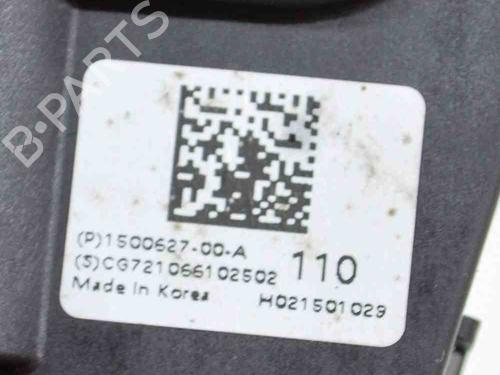 B-PARTS
(P)1500627-00-A
(S)CG721066102502
110
Made In Korea
H021501029